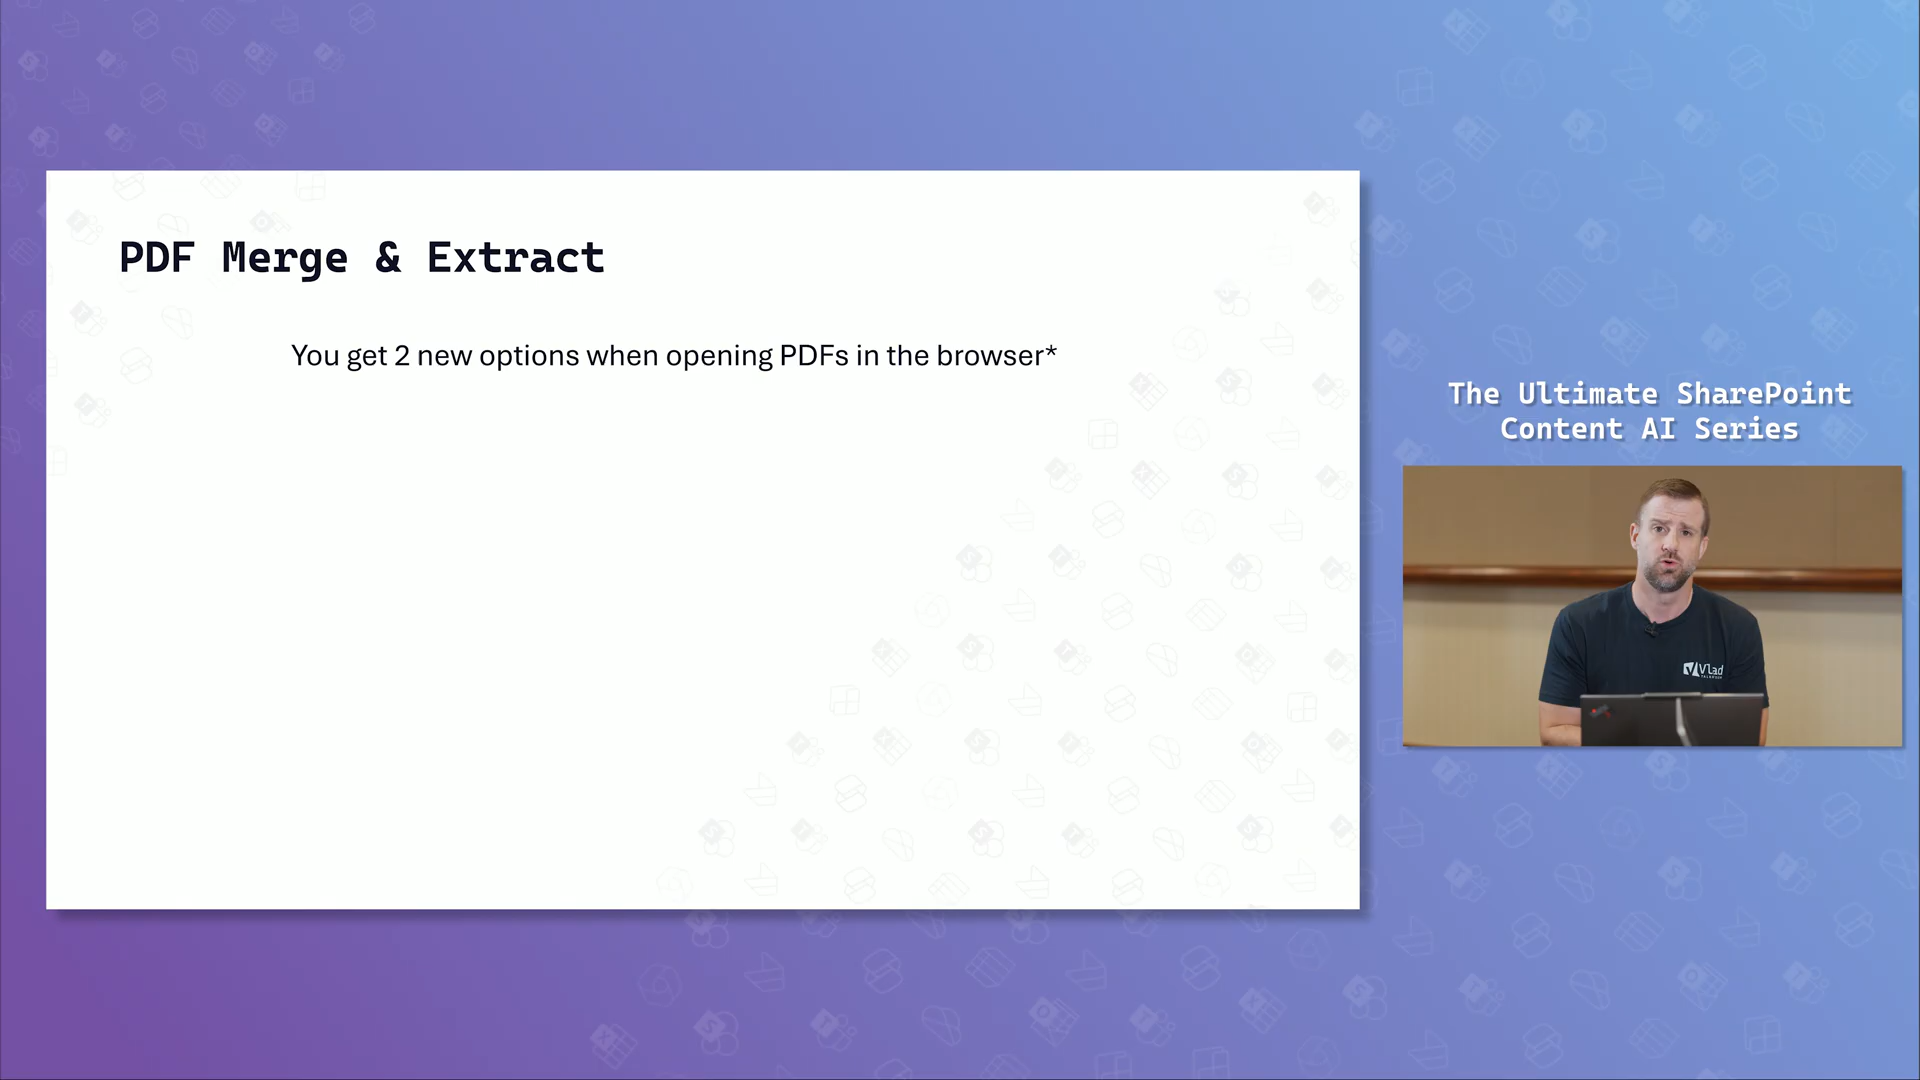 PDF Merge & Extract
You get 2 new options when opening PDFs in the browser*
The Ultimate SharePoint
Content AI Series
Vlad